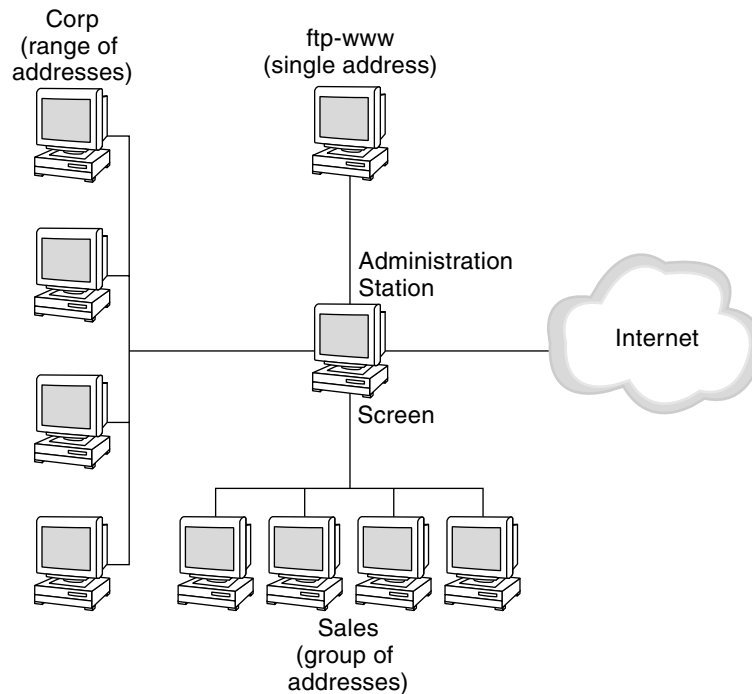 Corp
(range of
addresses)
ftp-www
(single address)
Administration
Station
Internet
Screen
Sales
(group of
addresses)